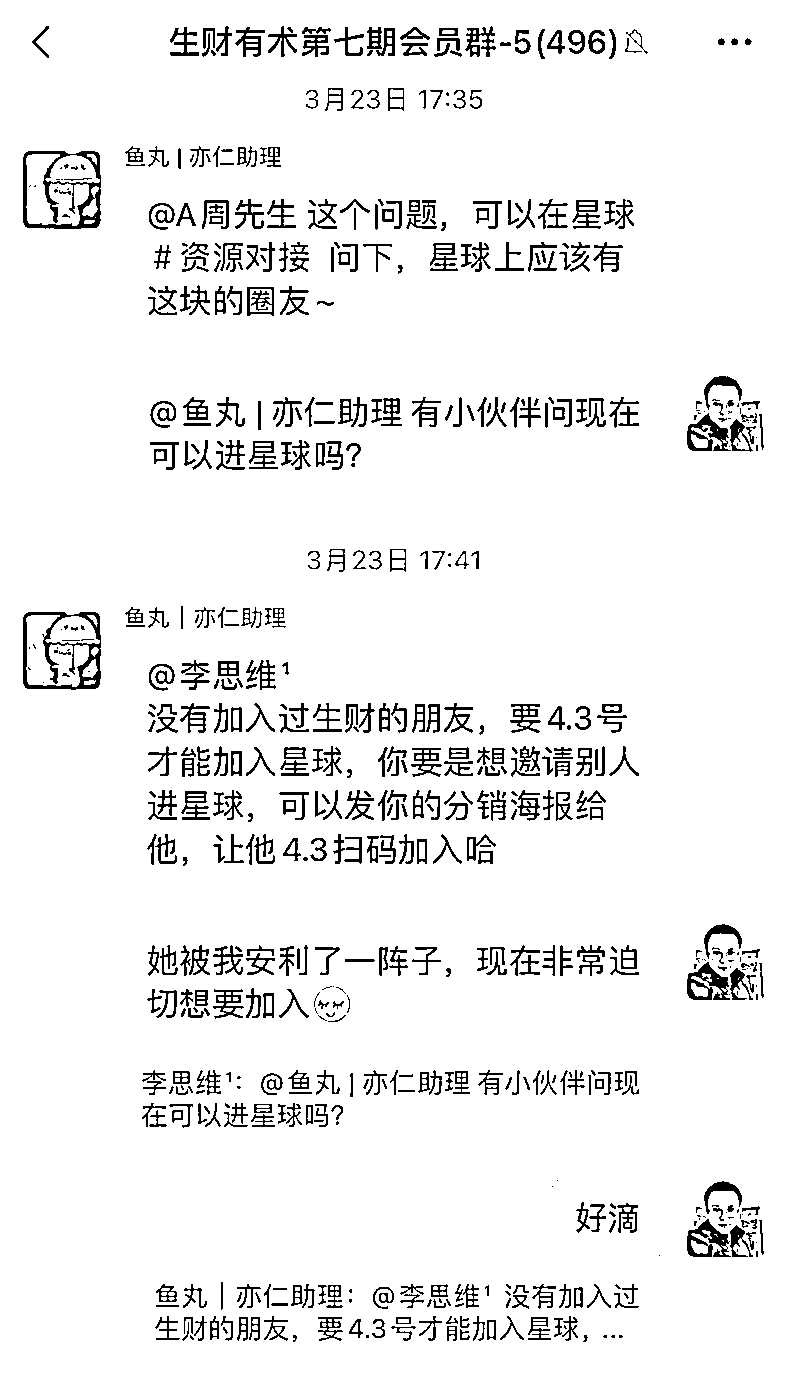 生财有术第七期会员群-5(496)
3月23日 17:35
鱼丸 | 亦仁助理
@A周先生 这个问题，可以在星球
# 资源对接 问下，星球上应该有
这块的圈友~
@鱼丸 | 亦仁助理 有小伙伴问现在
可以进星球吗？
3月23日 17:41
鱼丸 | 亦仁助理
@李思维¹
没有加入过生财的朋友，要4.3号
才能加入星球，你要是想邀请别人
进星球，可以发你的分销海报给
他，让他4.3扫码加入哈
她被我安利了一阵子，现在非常迫
切想要加入
李思维¹：@鱼丸 | 亦仁助理 有小伙伴问现
在可以进星球吗？
好滴
鱼丸 | 亦仁助理：@李思维¹ 没有加入过
生财的朋友，要4.3号才能加入星球，...